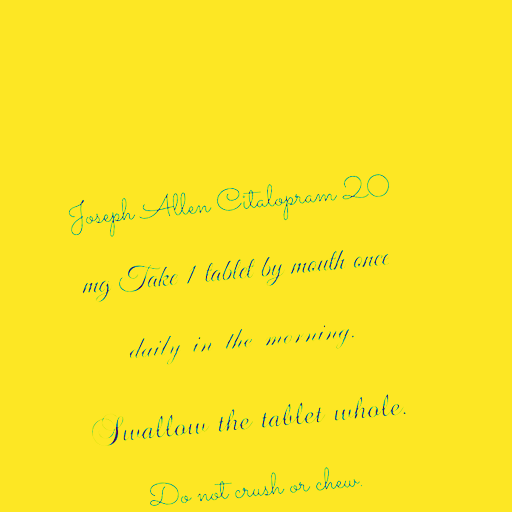 Joseph Allen Citalopram 20
mg Take 1 tablet by mouth once
daily in the morning.
Swallow the tablet whole.
Do not crush or chew.